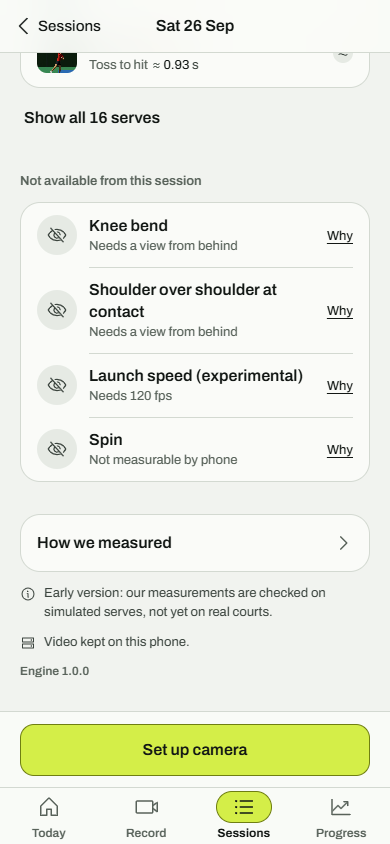 Sessions
Sat 26 Sep
Toss to hit ≈ 0.93 s
Show all 16 serves
Not available from this session
Knee bend
Needs a view from behind
Why
Shoulder over shoulder at
contact
Needs a view from behind
Why
Launch speed (experimental)
Needs 120 fps
Why
Spin
Not measurable by phone
Why
How we measured
Early version: our measurements are checked on
simulated serves, not yet on real courts.
Video kept on this phone.
Engine 1.0.0
Set up camera
Today
Record
Sessions
Progress